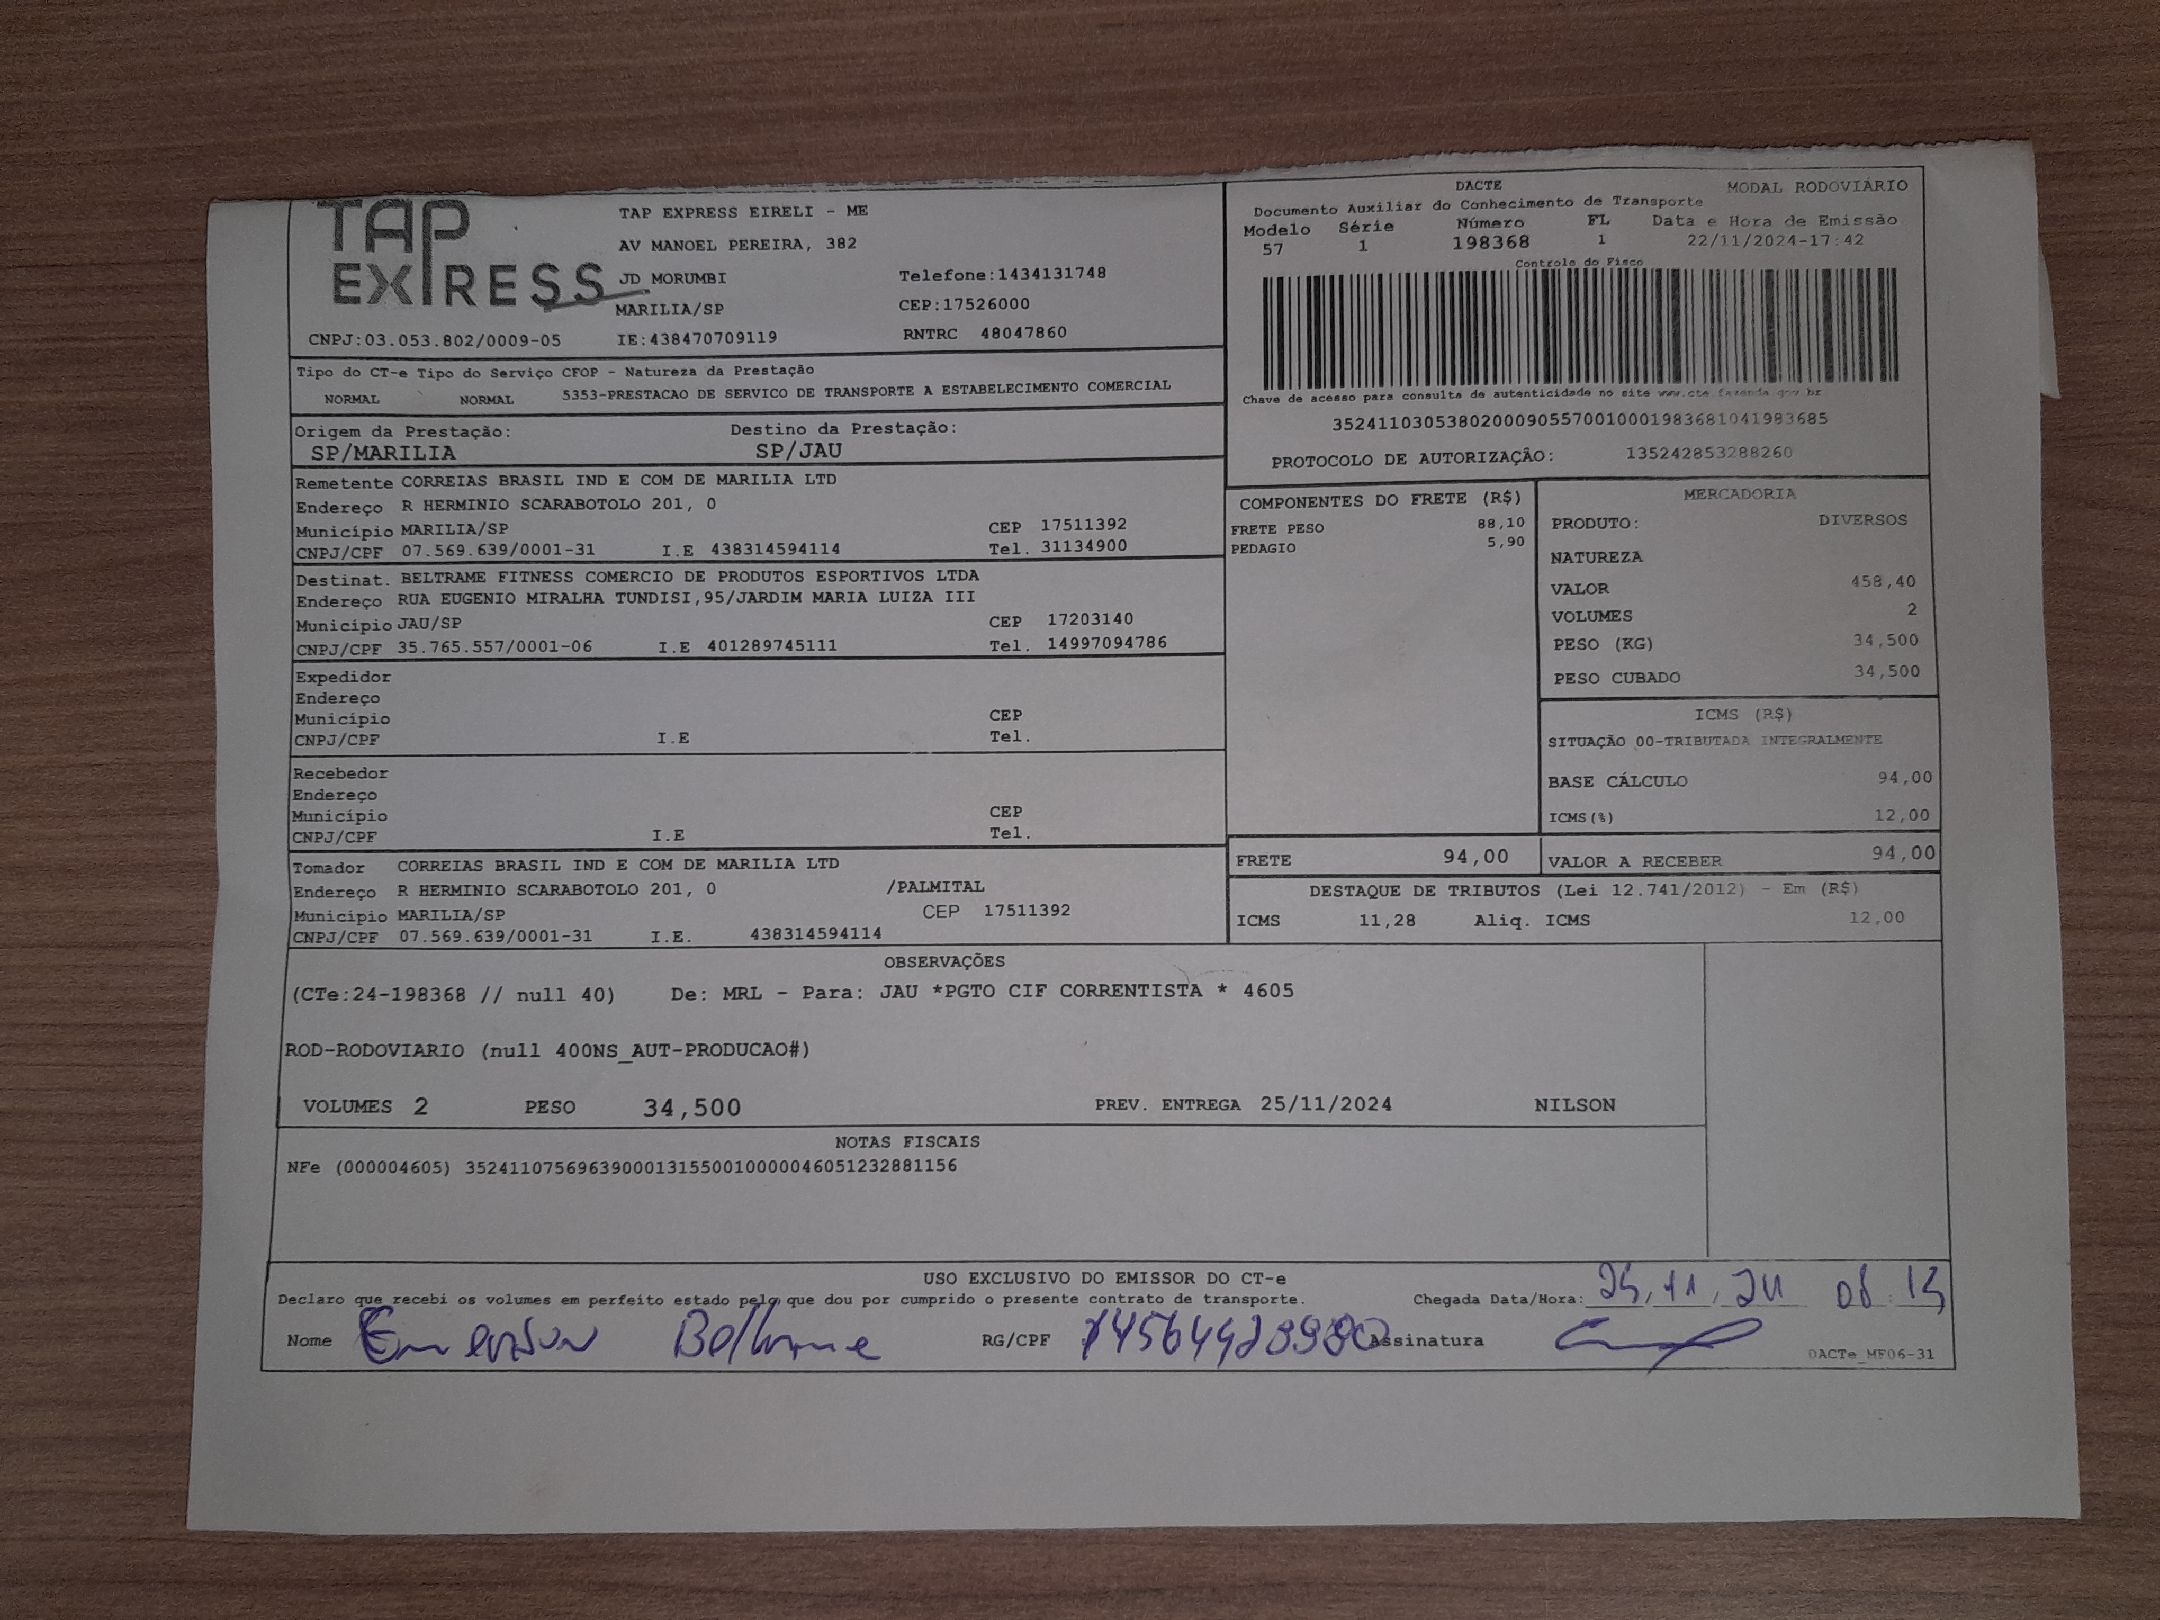 TAP
EXPRESS
TAP EXPRESS EIRELI - ME
AV MANOEL PEREIRA, 382
JD MORUMBI Telefone:1434131748
MARILIA/SP CEP:17526000
CNPJ:03.053.802/0009-05 IE:438470709119 RNTRC 48047860
DACTE MODAL RODOVIÁRIO
Documento Auxiliar do Conhecimento de Transporte
Modelo Série Número FL Data e Hora de Emissão
57 1 198368 1 22/11/2024-17:42
Controle do Fisco
Chave de acesso para consulta de autenticidade no site www.cte.fazenda.gov.br
35241103053802000905570010001983681041983685
PROTOCOLO DE AUTORIZAÇÃO: 135242853288260
Tipo do CT-e Tipo do Serviço CFOP - Natureza da Prestação
NORMAL NORMAL 5353-PRESTACAO DE SERVICO DE TRANSPORTE A ESTABELECIMENTO COMERCIAL
Origem da Prestação: Destino da Prestação:
SP/MARILIA SP/JAU
Remetente CORREIAS BRASIL IND E COM DE MARILIA LTD
Endereço R HERMINIO SCARABOTOLO 201, 0
Município MARILIA/SP CEP 17511392
CNPJ/CPF 07.569.639/0001-31 I.E 438314594114 Tel. 31134900
Destinat. BELTRAME FITNESS COMERCIO DE PRODUTOS ESPORTIVOS LTDA
Endereço RUA EUGENIO MIRALHA TUNDISI,95/JARDIM MARIA LUIZA III
Município JAU/SP CEP 17203140
CNPJ/CPF 35.765.557/0001-06 I.E 401289745111 Tel. 14997094786
Expedidor
Endereço
Município CEP
CNPJ/CPF I.E Tel.
Recebedor
Endereço
Município CEP
CNPJ/CPF I.E Tel.
Tomador CORREIAS BRASIL IND E COM DE MARILIA LTD
Endereço R HERMINIO SCARABOTOLO 201, 0 /PALMITAL
Município MARILIA/SP CEP 17511392
CNPJ/CPF 07.569.639/0001-31 I.E. 438314594114
COMPONENTES DO FRETE (R$)
FRETE PESO 88,10
PEDAGIO 5,90
MERCADORIA
PRODUTO: DIVERSOS
NATUREZA
VALOR 458,40
VOLUMES 2
PESO (KG) 34,500
PESO CUBADO 34,500
ICMS (R$)
SITUAÇÃO 00-TRIBUTADA INTEGRALMENTE
BASE CÁLCULO 94,00
ICMS(%) 12,00
FRETE 94,00 VALOR A RECEBER 94,00
DESTAQUE DE TRIBUTOS (Lei 12.741/2012) - Em (R$)
ICMS 11,28 Aliq. ICMS 12,00
OBSERVAÇÕES
(CTe:24-198368 // null 40) De: MRL - Para: JAU *PGTO CIF CORRENTISTA * 4605
ROD-RODOVIARIO (null 400NS_AUT-PRODUCAO#)
VOLUMES 2 PESO 34,500 PREV. ENTREGA 25/11/2024 NILSON
NOTAS FISCAIS
NFe (000004605) 35241107569639000131550010000046051232881156
USO EXCLUSIVO DO EMISSOR DO CT-e
Declaro que recebi os volumes em perfeito estado pelo que dou por cumprido o presente contrato de transporte. Chegada Data/Hora:
Nome Emerson Beltrame RG/CPF Assinatura
DACTe_MF06-31